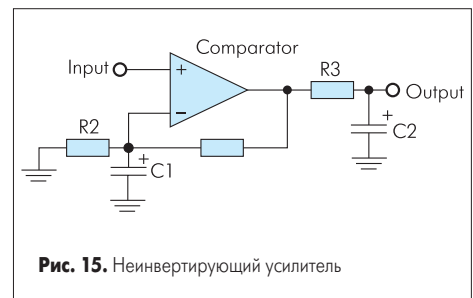 Comparator
Input
+
−
R3
Output
R2
+
C1
+
C2
Рис. 15. Неинвертирующий усилитель